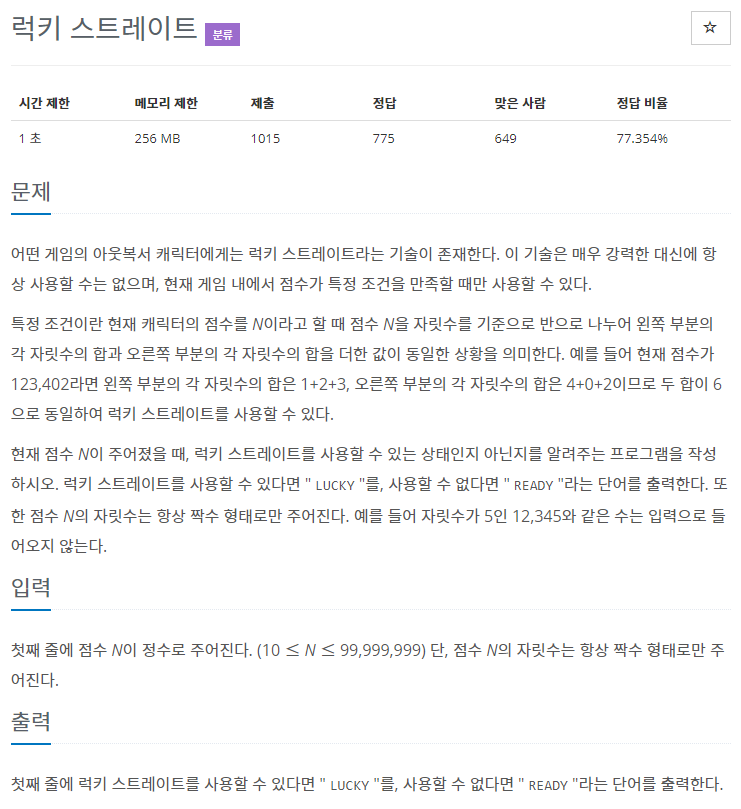 럭키 스트레이트 분류 ☆
시간 제한 메모리 제한 제출 정답 맞은 사람 정답 비율
1 초 256 MB 1015 775 649 77.354%
문제
어떤 게임의 아웃복서 캐릭터에게는 럭키 스트레이트라는 기술이 존재한다. 이 기술은 매우 강력한 대신에 항
상 사용할 수는 없으며, 현재 게임 내에서 점수가 특정 조건을 만족할 때만 사용할 수 있다.
특정 조건이란 현재 캐릭터의 점수를 N이라고 할 때 점수 N을 자릿수를 기준으로 반으로 나누어 왼쪽 부분의
각 자릿수의 합과 오른쪽 부분의 각 자릿수의 합을 더한 값이 동일한 상황을 의미한다. 예를 들어 현재 점수가
123,402라면 왼쪽 부분의 각 자릿수의 합은 1+2+3, 오른쪽 부분의 각 자릿수의 합은 4+0+2이므로 두 합이 6
으로 동일하여 럭키 스트레이트를 사용할 수 있다.
현재 점수 N이 주어졌을 때, 럭키 스트레이트를 사용할 수 있는 상태인지 아닌지를 알려주는 프로그램을 작성
하시오. 럭키 스트레이트를 사용할 수 있다면 " LUCKY "를, 사용할 수 없다면 " READY "라는 단어를 출력한다. 또
한 점수 N의 자릿수는 항상 짝수 형태로만 주어진다. 예를 들어 자릿수가 5인 12,345와 같은 수는 입력으로 들
어오지 않는다.
입력
첫째 줄에 점수 N이 정수로 주어진다. (10 ≤ N ≤ 99,999,999) 단, 점수 N의 자릿수는 항상 짝수 형태로만 주
어진다.
출력
첫째 줄에 럭키 스트레이트를 사용할 수 있다면 " LUCKY "를, 사용할 수 없다면 " READY "라는 단어를 출력한다.